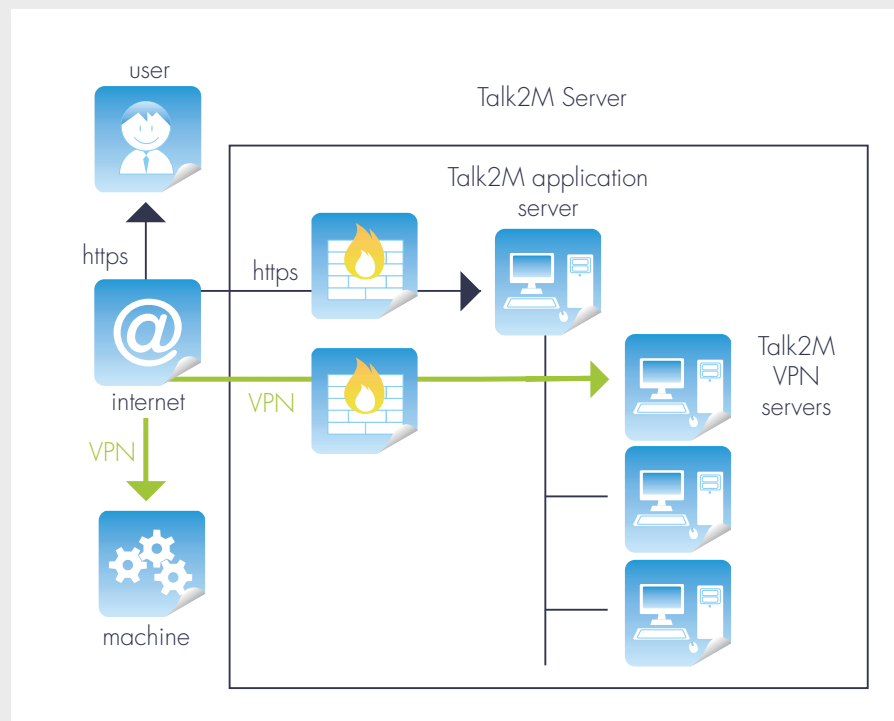 user
Talk2M Server
Talk2M application
server
https
https
@
internet
VPN
VPN
Talk2M
VPN
servers
machine